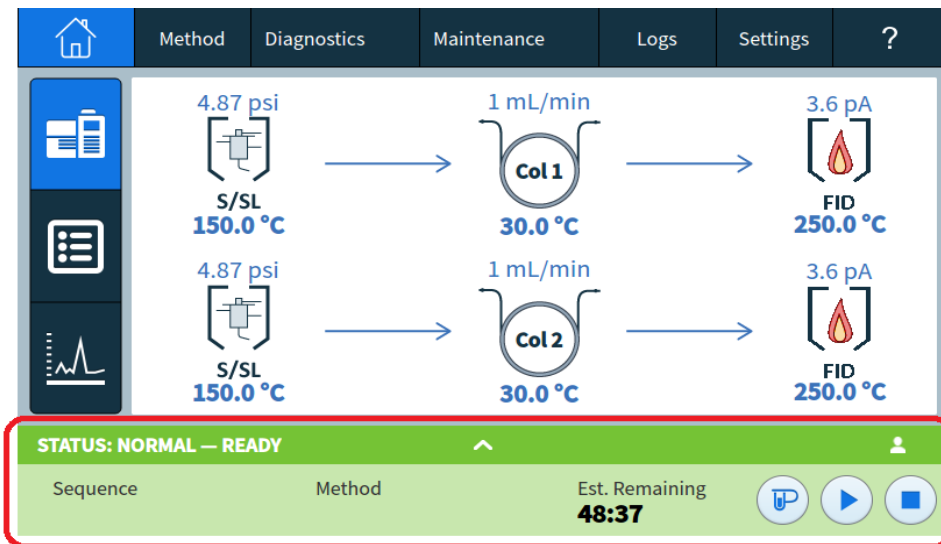 Method Diagnostics Maintenance Logs Settings ?
4.87 psi 1 mL/min 3.6 pA
Col 1
S/SL FID
150.0 °C 30.0 °C 250.0 °C
4.87 psi 1 mL/min 3.6 pA
Col 2
S/SL FID
150.0 °C 30.0 °C 250.0 °C
STATUS: NORMAL — READY
Sequence Method Est. Remaining
48:37